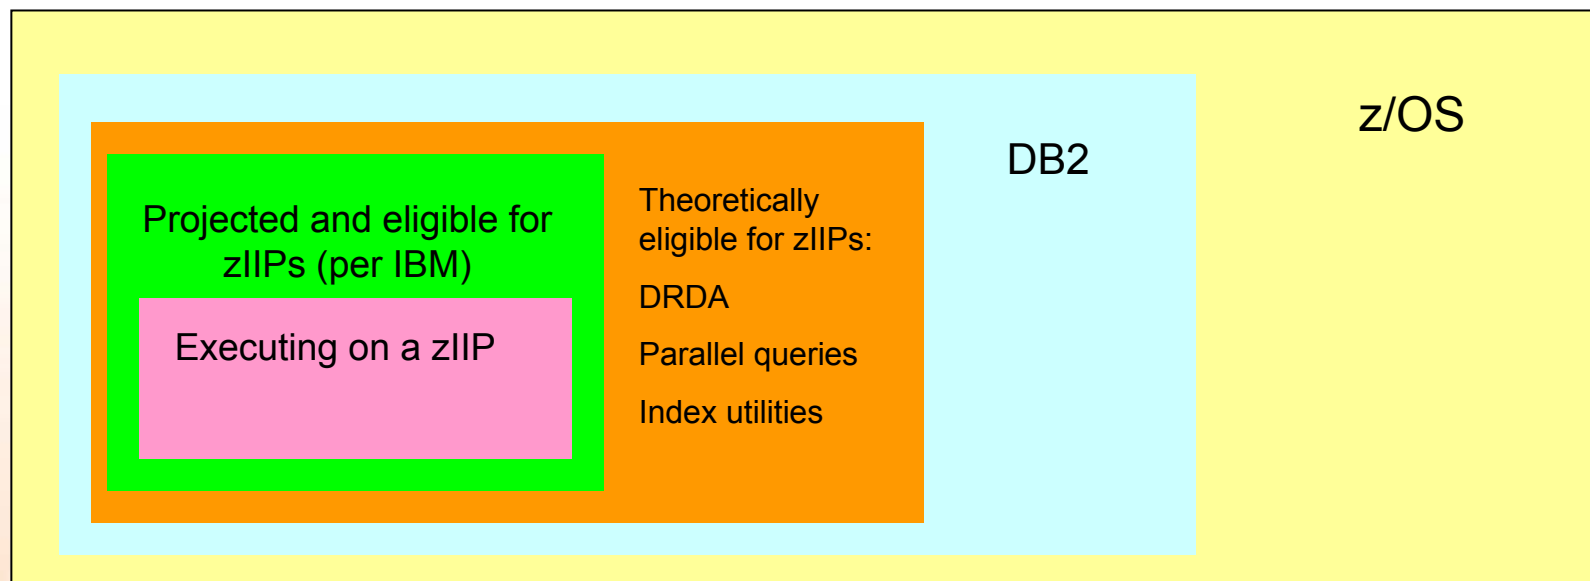 z/OS
DB2
Projected and eligible for
zIIPs (per IBM)
Executing on a zIIP
Theoretically
eligible for zIIPs:
DRDA
Parallel queries
Index utilities